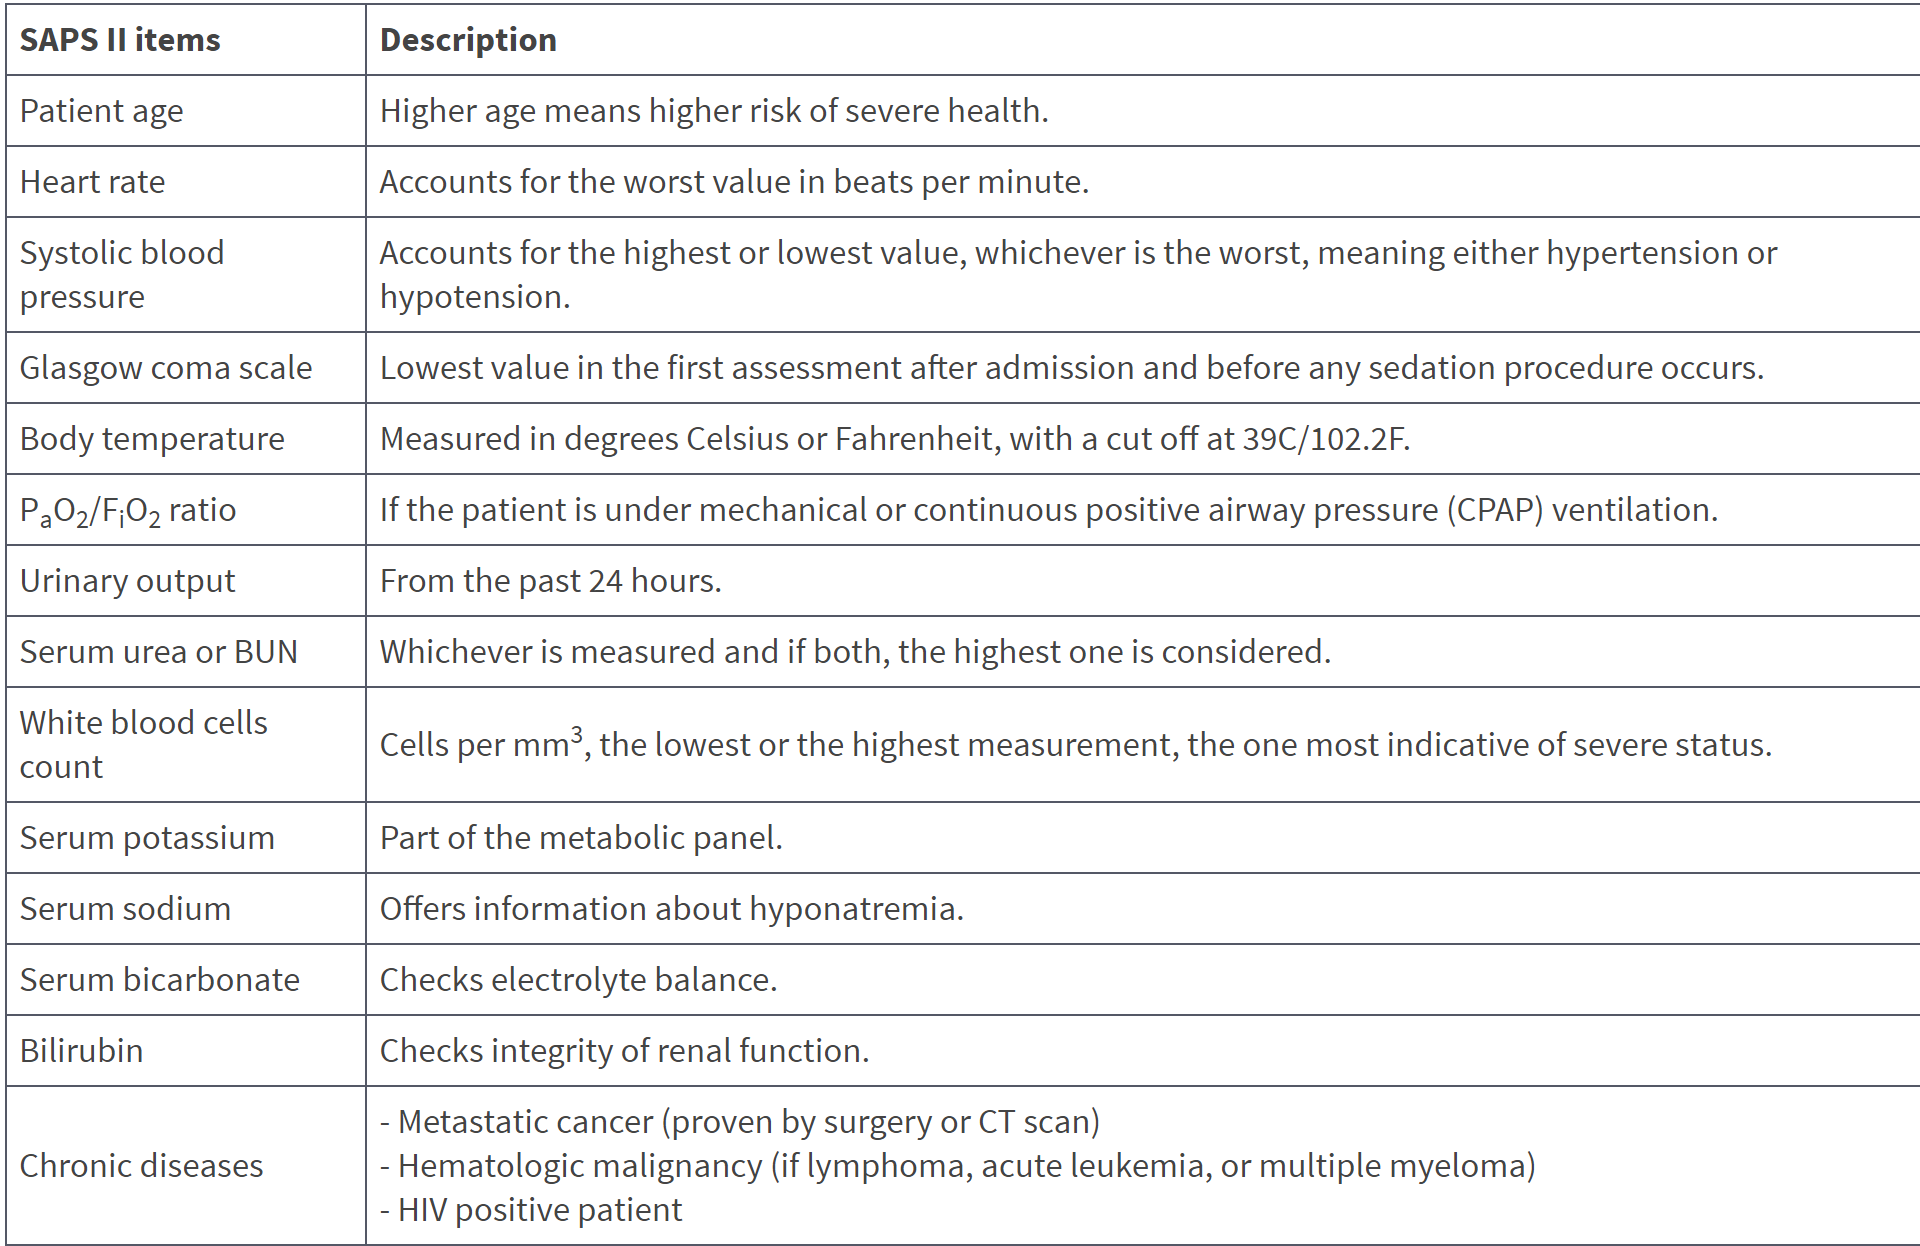 SAPS II items
Description
Patient age
Higher age means higher risk of severe health.
Heart rate
Accounts for the worst value in beats per minute.
Systolic blood
pressure
Accounts for the highest or lowest value, whichever is the worst, meaning either hypertension or
hypotension.
Glasgow coma scale
Lowest value in the first assessment after admission and before any sedation procedure occurs.
Body temperature
Measured in degrees Celsius or Fahrenheit, with a cut off at 39C/102.2F.
PₐO₂/FᵢO₂ ratio
If the patient is under mechanical or continuous positive airway pressure (CPAP) ventilation.
Urinary output
From the past 24 hours.
Serum urea or BUN
Whichever is measured and if both, the highest one is considered.
White blood cells
count
Cells per mm³, the lowest or the highest measurement, the one most indicative of severe status.
Serum potassium
Part of the metabolic panel.
Serum sodium
Offers information about hyponatremia.
Serum bicarbonate
Checks electrolyte balance.
Bilirubin
Checks integrity of renal function.
Chronic diseases
- Metastatic cancer (proven by surgery or CT scan)
- Hematologic malignancy (if lymphoma, acute leukemia, or multiple myeloma)
- HIV positive patient